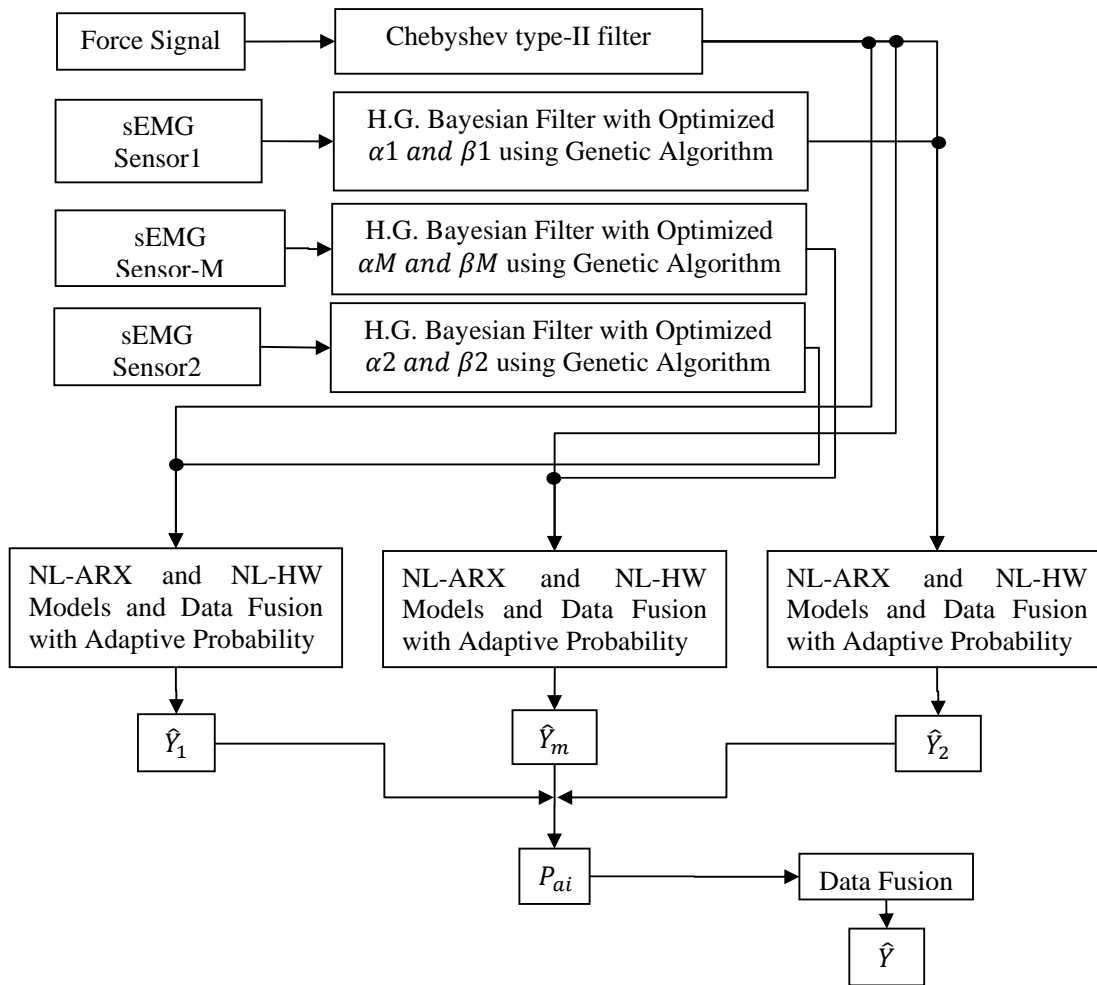 Force Signal
Chebyshev type-II filter
sEMG
Sensor1
H.G. Bayesian Filter with Optimized
α1 and β1 using Genetic Algorithm
sEMG
Sensor-M
H.G. Bayesian Filter with Optimized
αM and βM using Genetic Algorithm
sEMG
Sensor2
H.G. Bayesian Filter with Optimized
α2 and β2 using Genetic Algorithm
NL-ARX and NL-HW
Models and Data Fusion
with Adaptive Probability
NL-ARX and NL-HW
Models and Data Fusion
with Adaptive Probability
NL-ARX and NL-HW
Models and Data Fusion
with Adaptive Probability
Ŷ₁
Ŷₘ
Ŷ₂
Pₐᵢ
Data Fusion
Ŷ